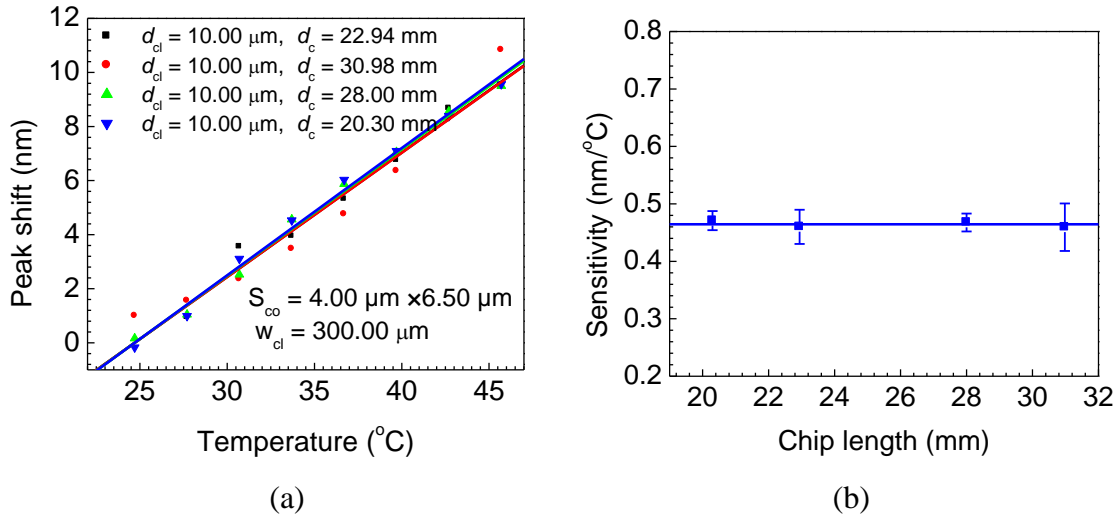 12
10
8
6
4
2
0
d_cl = 10.00 μm, d_c = 22.94 mm
d_cl = 10.00 μm, d_c = 30.98 mm
d_cl = 10.00 μm, d_c = 28.00 mm
d_cl = 10.00 μm, d_c = 20.30 mm
S_co = 4.00 μm ×6.50 μm
w_cl = 300.00 μm
Peak shift (nm)
25 30 35 40 45
Temperature (°C)
(a)
0.8
0.7
0.6
0.5
0.4
0.3
0.2
Sensitivity (nm/°C)
20 22 24 26 28 30 32
Chip length (mm)
(b)